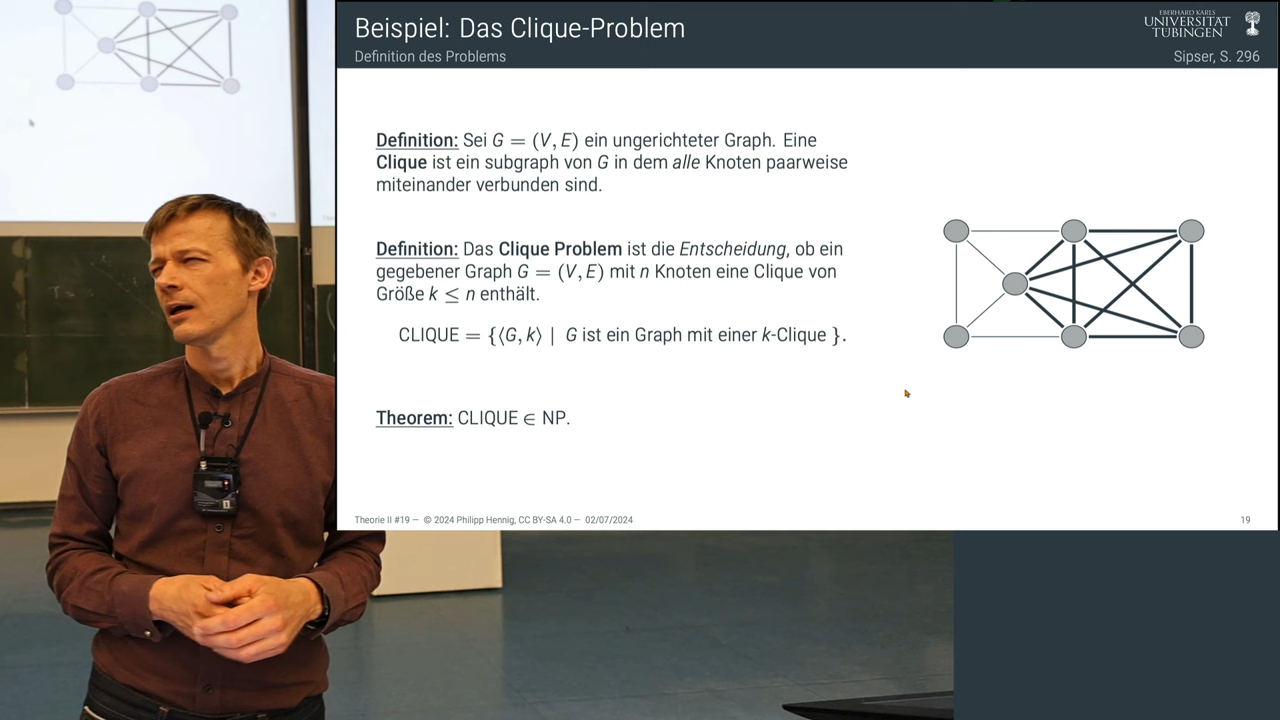 Beispiel: Das Clique-Problem
Definition des Problems
EBERHARD KARLS
UNIVERSITÄT
TÜBINGEN
Sipser, S. 296
Definition: Sei G = (V, E) ein ungerichteter Graph. Eine
Clique ist ein subgraph von G in dem alle Knoten paarweise
miteinander verbunden sind.
Definition: Das Clique Problem ist die Entscheidung, ob ein
gegebener Graph G = (V, E) mit n Knoten eine Clique von
Größe k ≤ n enthält.
CLIQUE = {⟨G, k⟩ | G ist ein Graph mit einer k-Clique }.
Theorem: CLIQUE ∈ NP.
Theorie II #19 — © 2024 Philipp Hennig, CC BY-SA 4.0 — 02/07/2024
19